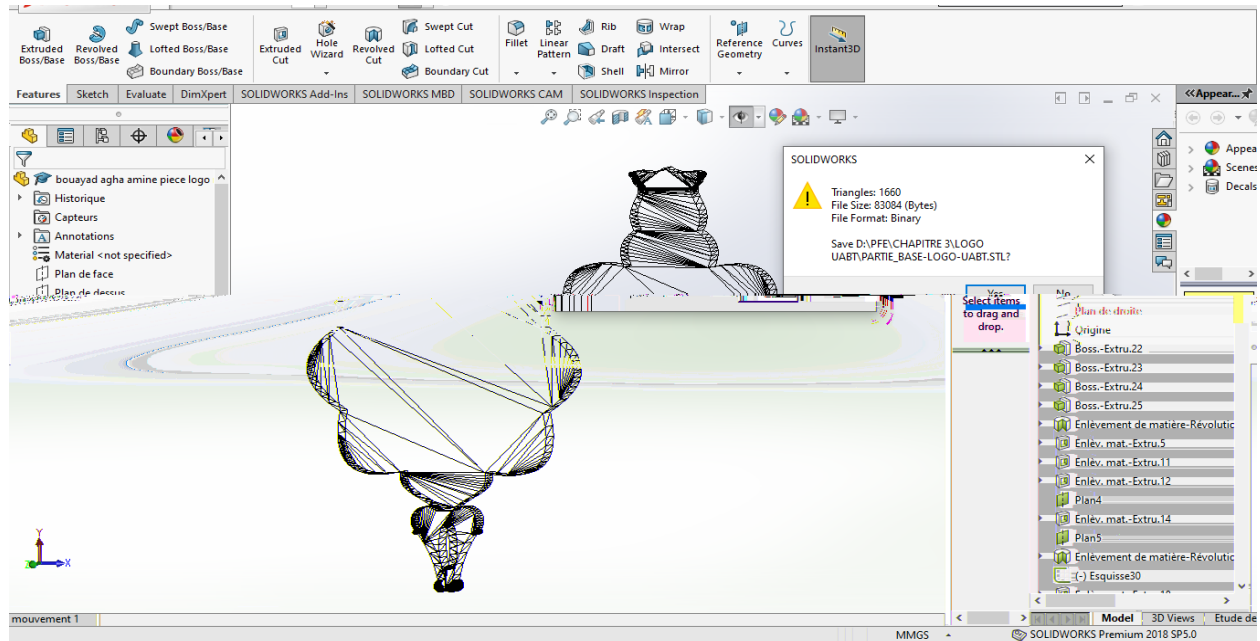 Extruded Boss/Base
Revolved Boss/Base
Swept Boss/Base
Lofted Boss/Base
Boundary Boss/Base
Extruded Cut
Hole Wizard
Revolved Cut
Swept Cut
Lofted Cut
Boundary Cut
Fillet
Linear Pattern
Rib
Draft
Shell
Wrap
Intersect
Mirror
Reference Geometry
Curves
Instant3D
Features Sketch Evaluate DimXpert SOLIDWORKS Add-Ins SOLIDWORKS MBD SOLIDWORKS CAM SOLIDWORKS Inspection
<<Appear...
bouayad agha amine piece logo
Historique
Capteurs
Annotations
Material <not specified>
Plan de face
Plan de dessus
SOLIDWORKS
Triangles: 1660
File Size: 83084 (Bytes)
File Format: Binary
Save D:\PFE\CHAPITRE 3\LOGO
UABT\PARTIE_BASE-LOGO-UABT.STL?
Yes No
Appea
Scenes
Decals
Select items
to drag and
drop.
Plan de droite
Origine
Boss.-Extru.22
Boss.-Extru.23
Boss.-Extru.24
Boss.-Extru.25
Enlèvement de matière-Révolutic
Enlèv. mat.-Extru.5
Enlèv. mat.-Extru.11
Enlèv. mat.-Extru.12
Plan4
Enlèv. mat.-Extru.14
Plan5
Enlèvement de matière-Révolutic
(-) Esquisse30
Y
X
Z
mouvement 1
Model 3D Views Etude de
MMGS
SOLIDWORKS Premium 2018 SP5.0